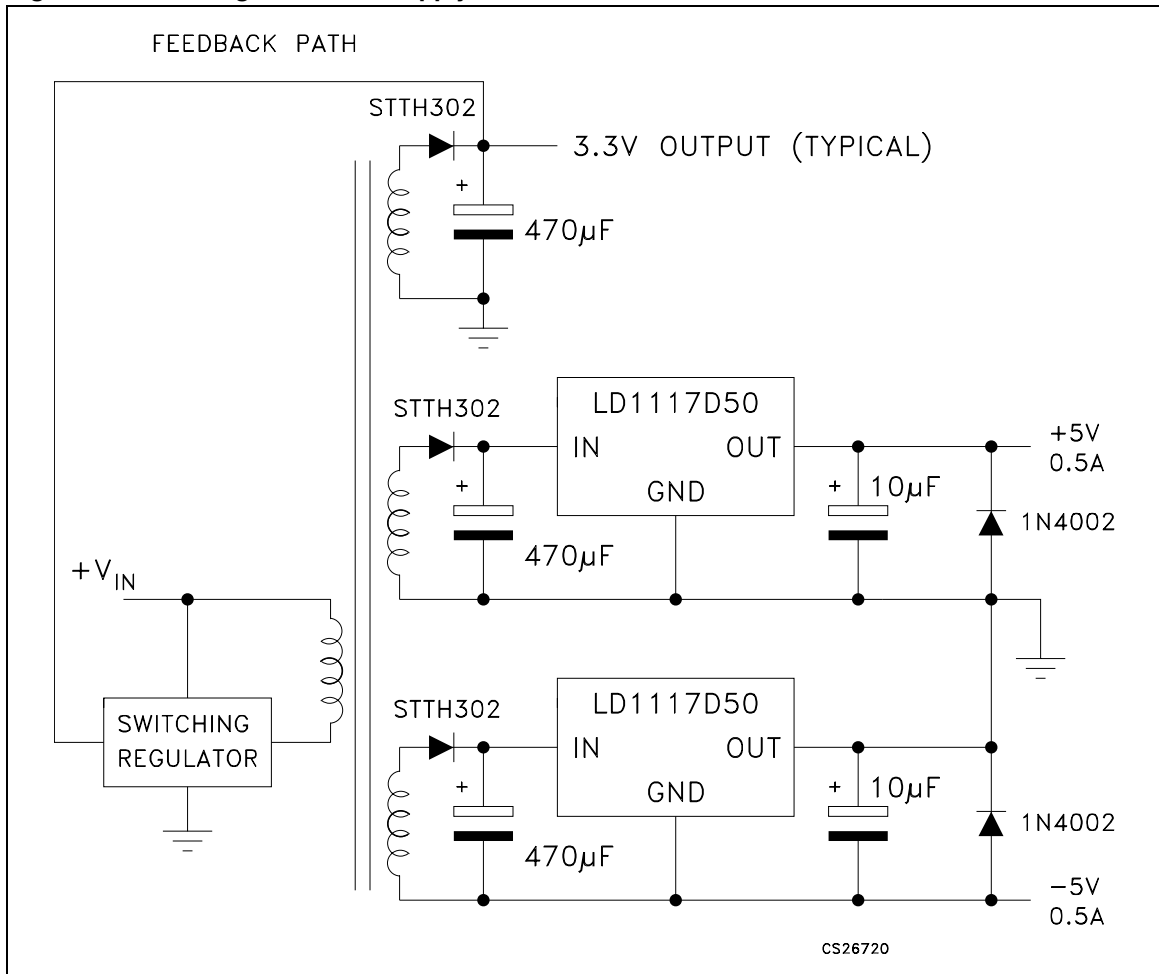 FEEDBACK PATH
STTH302
3.3V OUTPUT (TYPICAL)
+
470µF
STTH302
LD1117D50
IN
OUT
GND
+
470µF
+
10µF
+5V
0.5A
1N4002
+VIN
SWITCHING
REGULATOR
STTH302
LD1117D50
IN
OUT
GND
+
470µF
+
10µF
1N4002
−5V
0.5A
CS26720